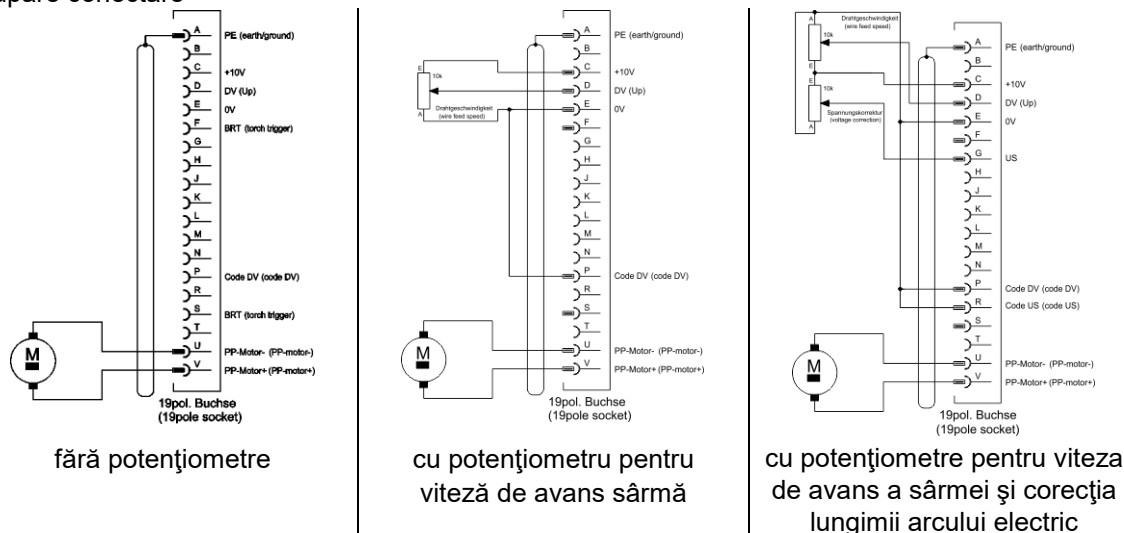 upare conectare
A PE (earth/ground)
B
C +10V
D DV (Up)
E 0V
F BRT (torch trigger)
G
H
J
K
L
M
N
P Code DV (code DV)
R
S BRT (torch trigger)
T
U PP-Motor- (PP-motor-)
V PP-Motor+ (PP-motor+)
M
19pol. Buchse
(19pole socket)
fără potenţiometre
A PE (earth/ground)
B
E
C +10V
10k
D DV (Up)
Drahtgeschwindigkeit
E 0V
A (wire feed speed)
F
G
H
J
K
L
M
N
P Code DV (code DV)
R
S
T
U PP-Motor- (PP-motor-)
V PP-Motor+ (PP-motor+)
M
19pol. Buchse
(19pole socket)
cu potenţiometru pentru
viteză de avans sârmă
A Drahtgeschwindigkeit
(wire feed speed)
10k
A PE (earth/ground)
B
E
C +10V
E
10k
D DV (Up)
Spannungskorrektur
(voltage correction)
E 0V
A
F
G US
H
J
K
L
M
N
P Code DV (code DV)
R Code US (code US)
S
T
U PP-Motor- (PP-motor-)
V PP-Motor+ (PP-motor+)
M
19pol. Buchse
(19pole socket)
cu potenţiometre pentru viteza
de avans a sârmei şi corecţia
lungimii arcului electric